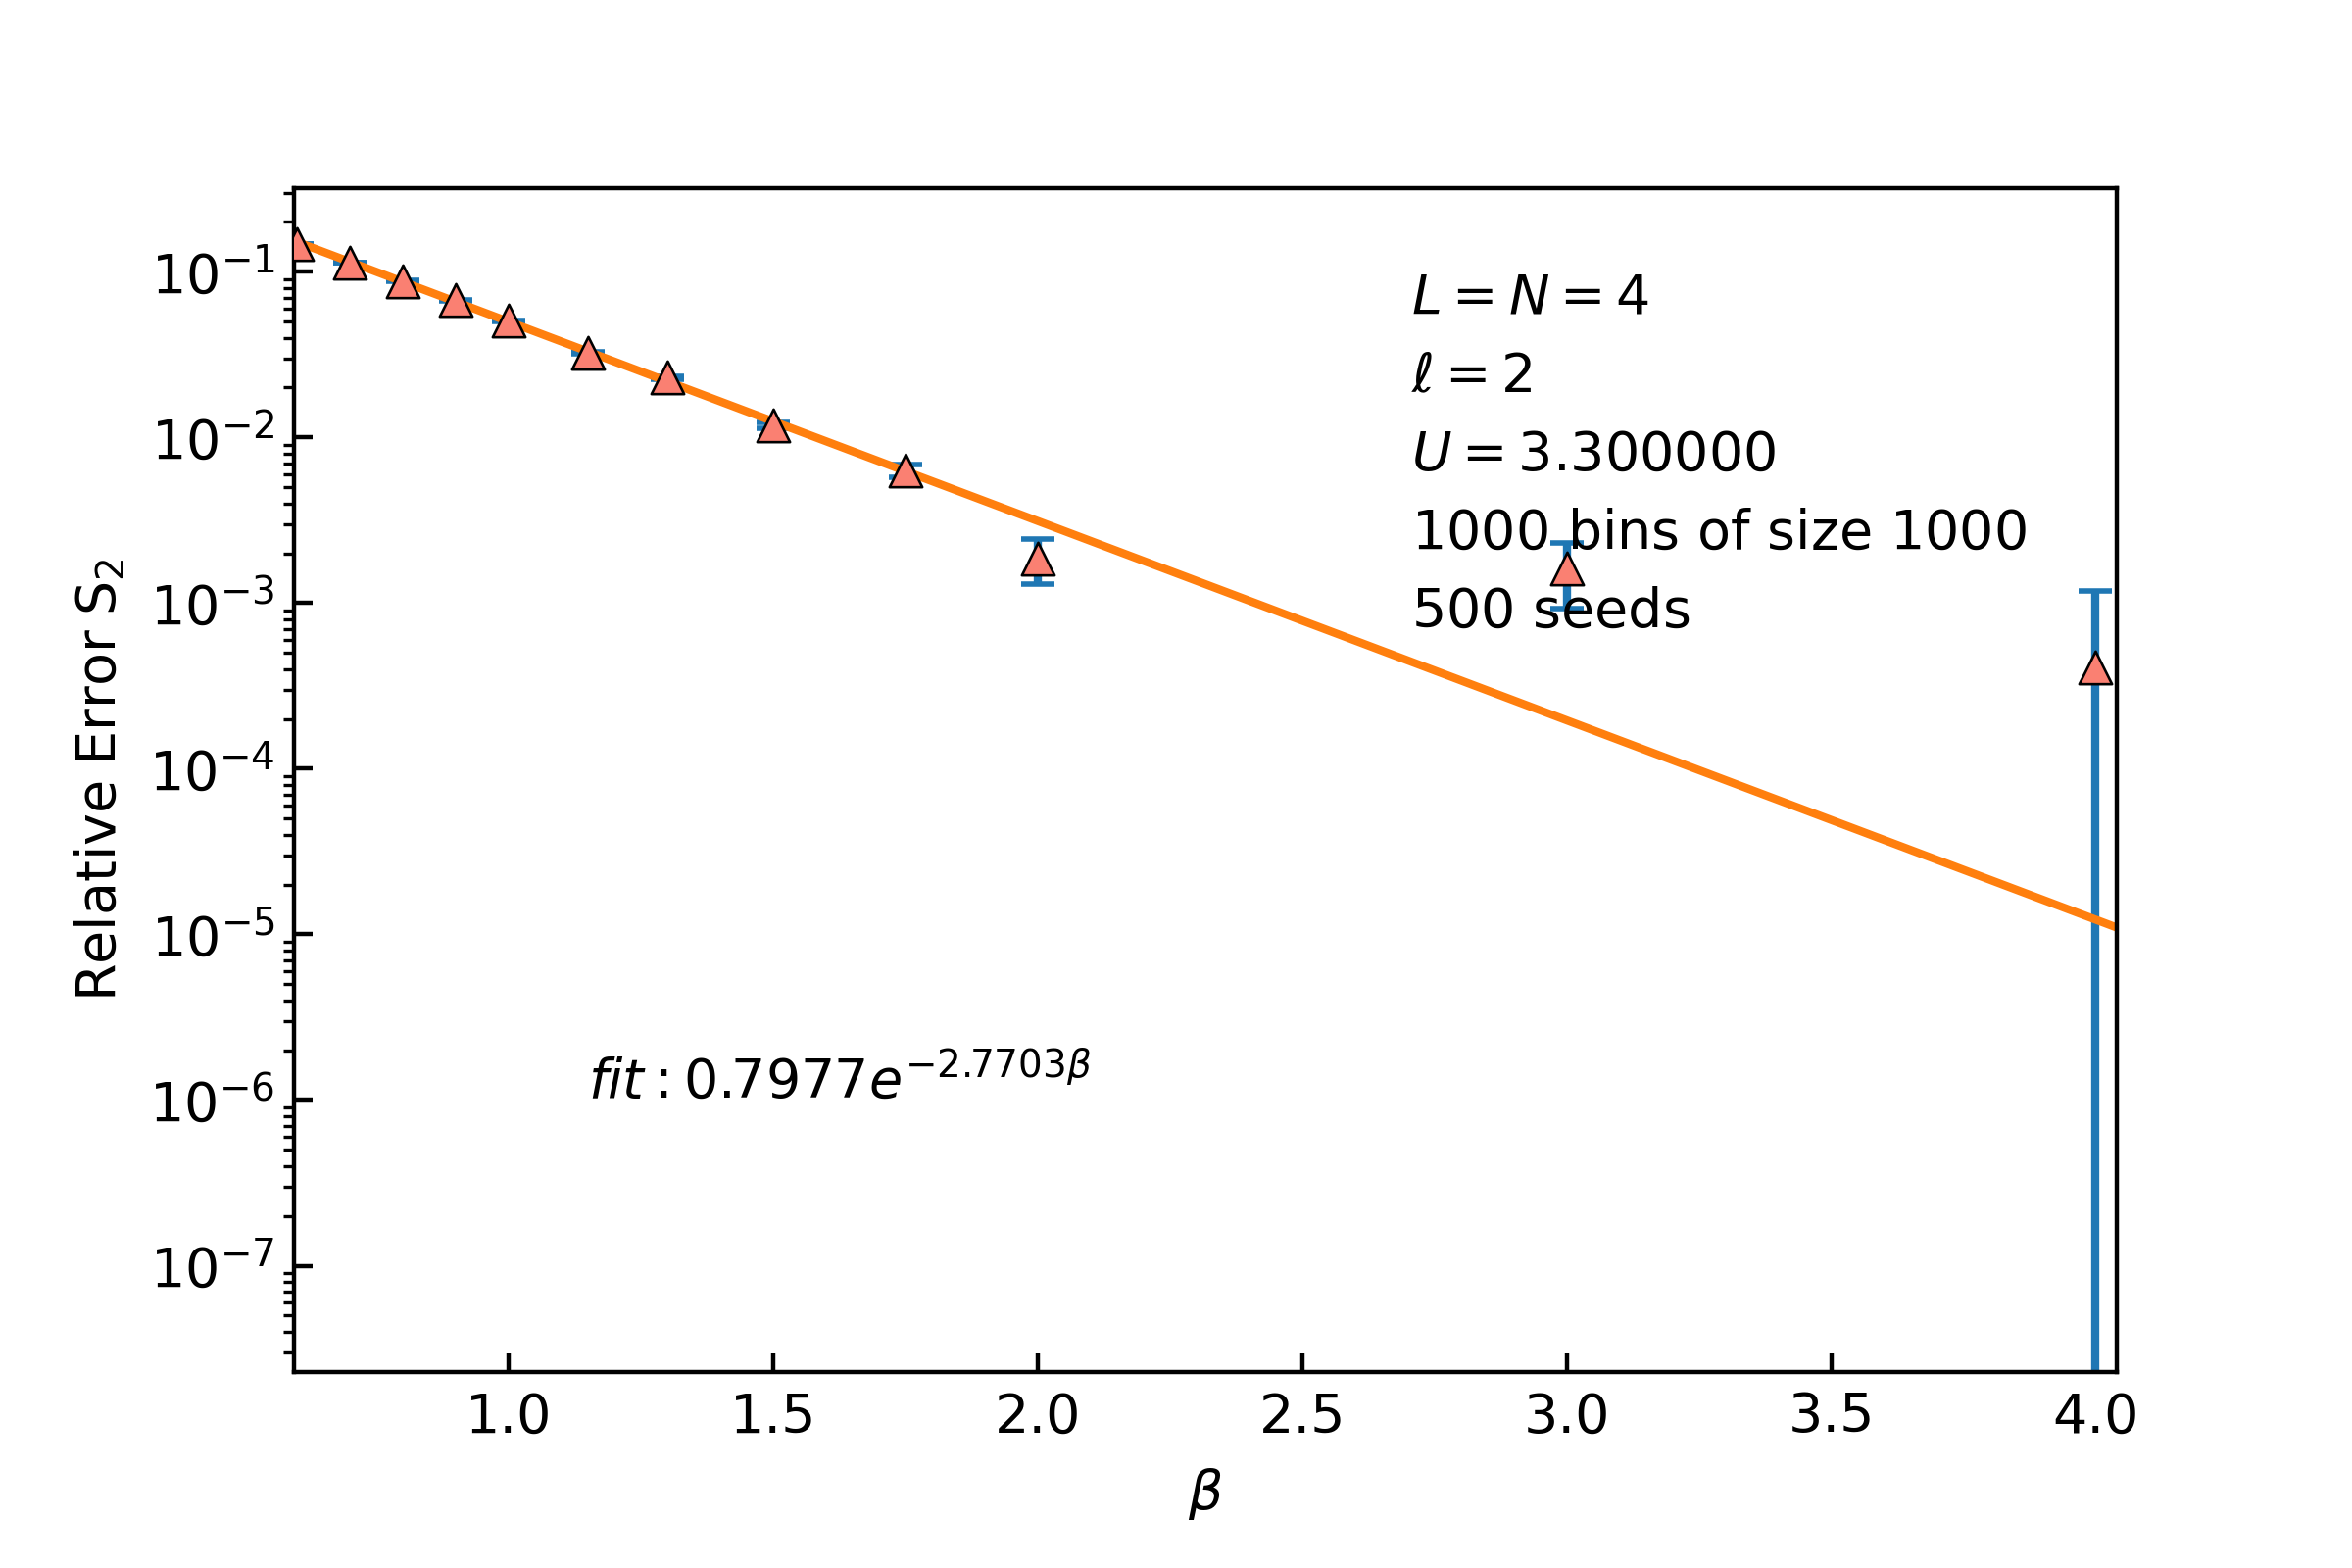 10⁻¹
10⁻²
10⁻³
10⁻⁴
10⁻⁵
10⁻⁶
10⁻⁷
Relative Error S₂
L = N = 4
ℓ = 2
U = 3.300000
1000 bins of size 1000
500 seeds
fit : 0.7977e^{−2.7703β}
1.0 1.5 2.0 2.5 3.0 3.5 4.0
β